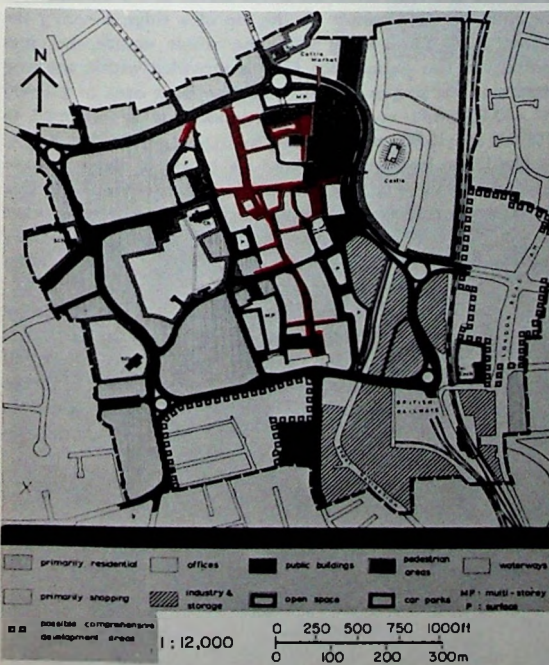 N
Cattle
Market
MP
Castle
LONDON
BRITISH
RAILWAYS
X
primarily residential
offices
public buildings
pedestrian
areas
waterways
primarily shopping
industry &
storage
open space
car parks
MP : multi-storey
P : surface
possible comprehensive
development areas
1 : 12,000
0 250 500 750 1000ft
0 100 200 300m